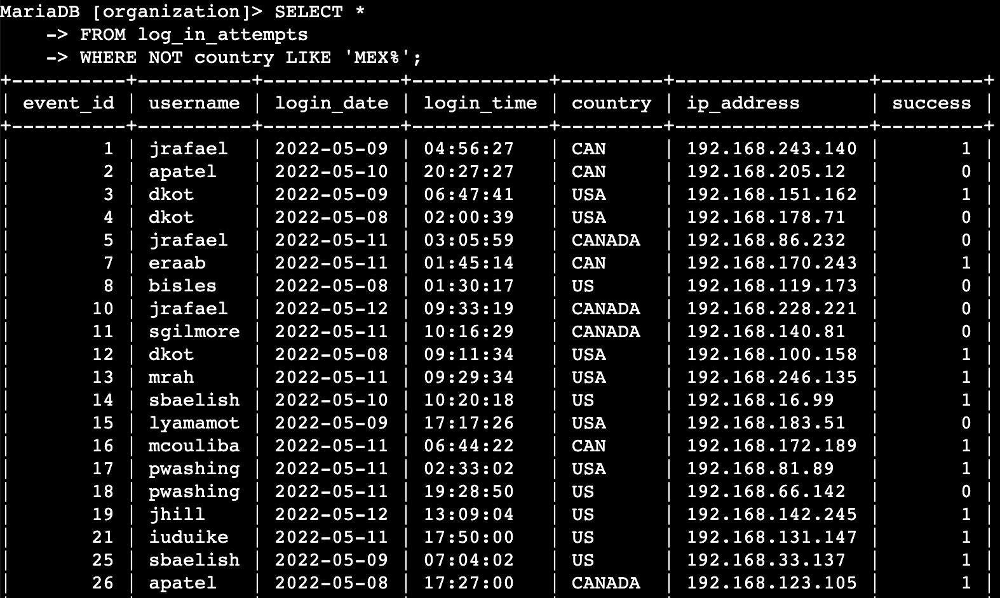 MariaDB [organization]> SELECT *
    -> FROM log_in_attempts
    -> WHERE NOT country LIKE 'MEX%';
+----------+----------+------------+------------+---------+-----------------+---------+
| event_id | username | login_date | login_time | country | ip_address      | success |
+----------+----------+------------+------------+---------+-----------------+---------+
|        1 | jrafael  | 2022-05-09 | 04:56:27   | CAN     | 192.168.243.140 |       1 |
|        2 | apatel   | 2022-05-10 | 20:27:27   | CAN     | 192.168.205.12  |       0 |
|        3 | dkot     | 2022-05-09 | 06:47:41   | USA     | 192.168.151.162 |       1 |
|        4 | dkot     | 2022-05-08 | 02:00:39   | USA     | 192.168.178.71  |       0 |
|        5 | jrafael  | 2022-05-11 | 03:05:59   | CANADA  | 192.168.86.232  |       0 |
|        7 | eraab    | 2022-05-11 | 01:45:14   | CAN     | 192.168.170.243 |       1 |
|        8 | bisles   | 2022-05-08 | 01:30:17   | US      | 192.168.119.173 |       0 |
|       10 | jrafael  | 2022-05-12 | 09:33:19   | CANADA  | 192.168.228.221 |       0 |
|       11 | sgilmore | 2022-05-11 | 10:16:29   | CANADA  | 192.168.140.81  |       0 |
|       12 | dkot     | 2022-05-08 | 09:11:34   | USA     | 192.168.100.158 |       1 |
|       13 | mrah     | 2022-05-11 | 09:29:34   | USA     | 192.168.246.135 |       1 |
|       14 | sbaelish | 2022-05-10 | 10:20:18   | US      | 192.168.16.99   |       1 |
|       15 | lyamamot | 2022-05-09 | 17:17:26   | USA     | 192.168.183.51  |       0 |
|       16 | mcouliba | 2022-05-11 | 06:44:22   | CAN     | 192.168.172.189 |       1 |
|       17 | pwashing | 2022-05-11 | 02:33:02   | USA     | 192.168.81.89   |       1 |
|       18 | pwashing | 2022-05-11 | 19:28:50   | US      | 192.168.66.142  |       0 |
|       19 | jhill    | 2022-05-12 | 13:09:04   | US      | 192.168.142.245 |       1 |
|       21 | iuduike  | 2022-05-11 | 17:50:00   | US      | 192.168.131.147 |       1 |
|       25 | sbaelish | 2022-05-09 | 07:04:02   | US      | 192.168.33.137  |       1 |
|       26 | apatel   | 2022-05-08 | 17:27:00   | CANADA  | 192.168.123.105 |       1 |